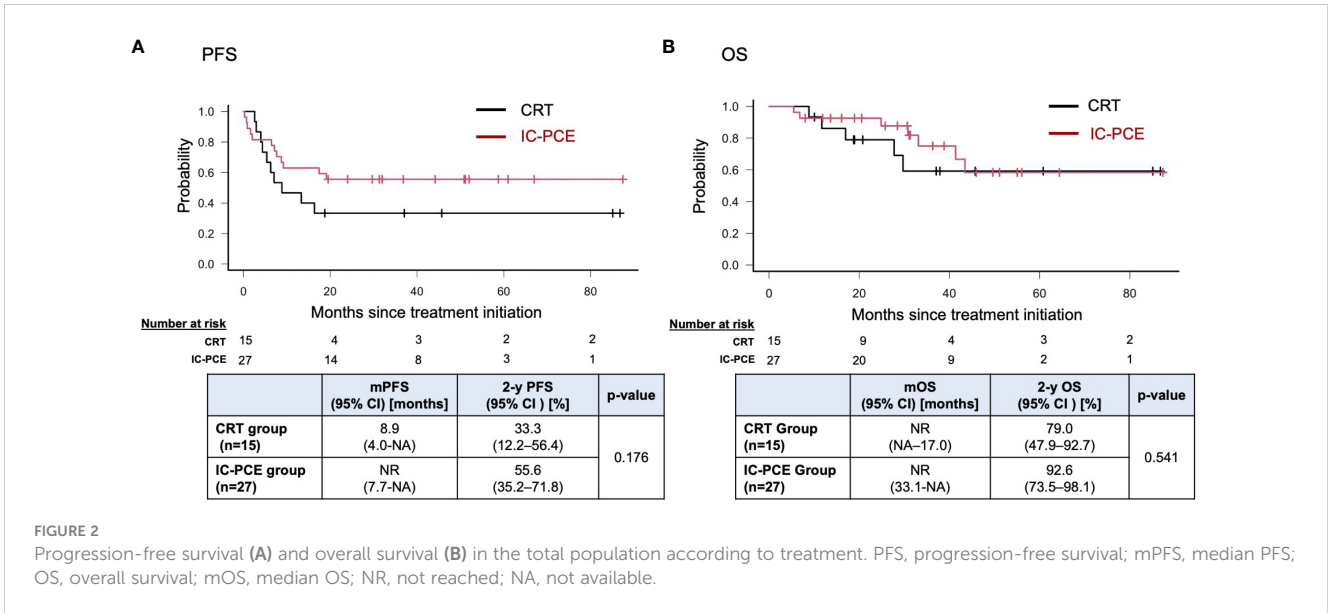 A
PFS
CRT
IC-PCE
Probability
1.0
0.8
0.6
0.4
0.2
0.0
0 20 40 60 80
Months since treatment initiation
Number at risk
CRT 15 4 3 2 2
IC-PCE 27 14 8 3 1
mPFS (95% CI) [months] 2-y PFS (95% CI ) [%] p-value
CRT group (n=15) 8.9 (4.0-NA) 33.3 (12.2–56.4) 0.176
IC-PCE group (n=27) NR (7.7-NA) 55.6 (35.2–71.8)
B
OS
CRT
IC-PCE
Probability
1.0
0.8
0.6
0.4
0.2
0.0
0 20 40 60 80
Months since treatment initiation
Number at risk
CRT 15 9 4 3 2
IC-PCE 27 20 9 2 1
mOS (95% CI) [months] 2-y OS (95% CI ) [%] p-value
CRT Group (n=15) NR (NA–17.0) 79.0 (47.9–92.7) 0.541
IC-PCE Group (n=27) NR (33.1-NA) 92.6 (73.5–98.1)
FIGURE 2
Progression-free survival (A) and overall survival (B) in the total population according to treatment. PFS, progression-free survival; mPFS, median PFS;
OS, overall survival; mOS, median OS; NR, not reached; NA, not available.